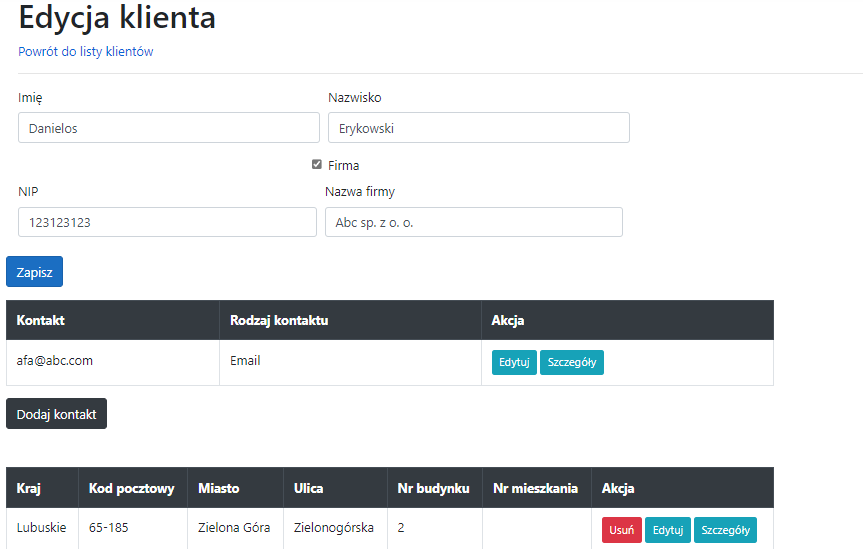 Edycja klienta
Powrót do listy klientów
Imię Nazwisko
Danielos Erykowski
Firma
NIP Nazwa firmy
123123123 Abc sp. z o. o.
Zapisz
Kontakt Rodzaj kontaktu Akcja
afa@abc.com Email Edytuj Szczegóły
Dodaj kontakt
Kraj Kod pocztowy Miasto Ulica Nr budynku Nr mieszkania Akcja
Lubuskie 65-185 Zielona Góra Zielonogórska 2 Usuń Edytuj Szczegóły